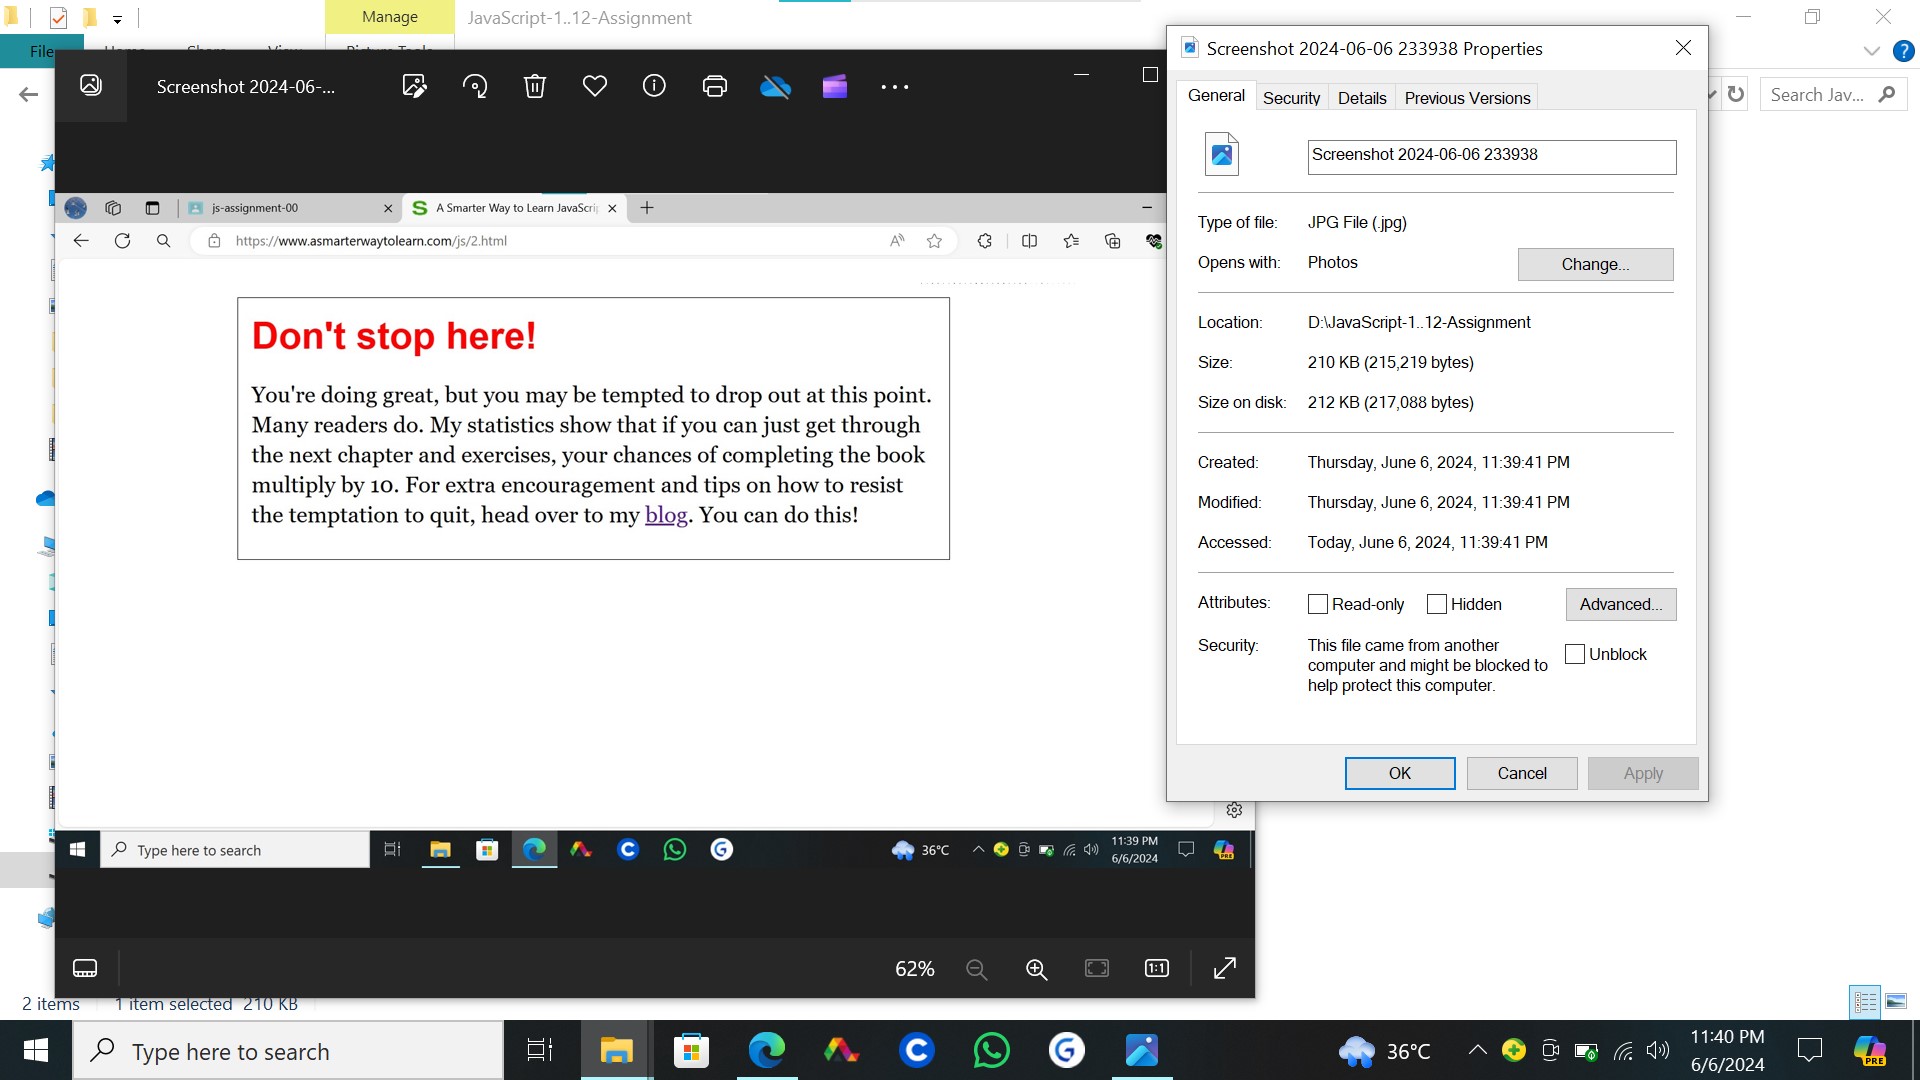 Manage
JavaScript-1..12-Assignment
File
Screenshot 2024-06-...
js-assignment-00
A Smarter Way to Learn JavaScrip
https://www.asmarterwaytolearn.com/js/2.html
Don't stop here!
You're doing great, but you may be tempted to drop out at this point.
Many readers do. My statistics show that if you can just get through
the next chapter and exercises, your chances of completing the book
multiply by 10. For extra encouragement and tips on how to resist
the temptation to quit, head over to my blog. You can do this!
Type here to search
36°C
11:39 PM
6/6/2024
PRE
62%
1:1
2 items
1 item selected 210 KB
Search Jav...
Screenshot 2024-06-06 233938 Properties
General
Security
Details
Previous Versions
Screenshot 2024-06-06 233938
Type of file: JPG File (.jpg)
Opens with: Photos
Change...
Location: D:\JavaScript-1..12-Assignment
Size: 210 KB (215,219 bytes)
Size on disk: 212 KB (217,088 bytes)
Created: Thursday, June 6, 2024, 11:39:41 PM
Modified: Thursday, June 6, 2024, 11:39:41 PM
Accessed: Today, June 6, 2024, 11:39:41 PM
Attributes: Read-only Hidden
Advanced...
Security: This file came from another
computer and might be blocked to
help protect this computer.
Unblock
OK
Cancel
Apply
Type here to search
36°C
11:40 PM
6/6/2024
PRE